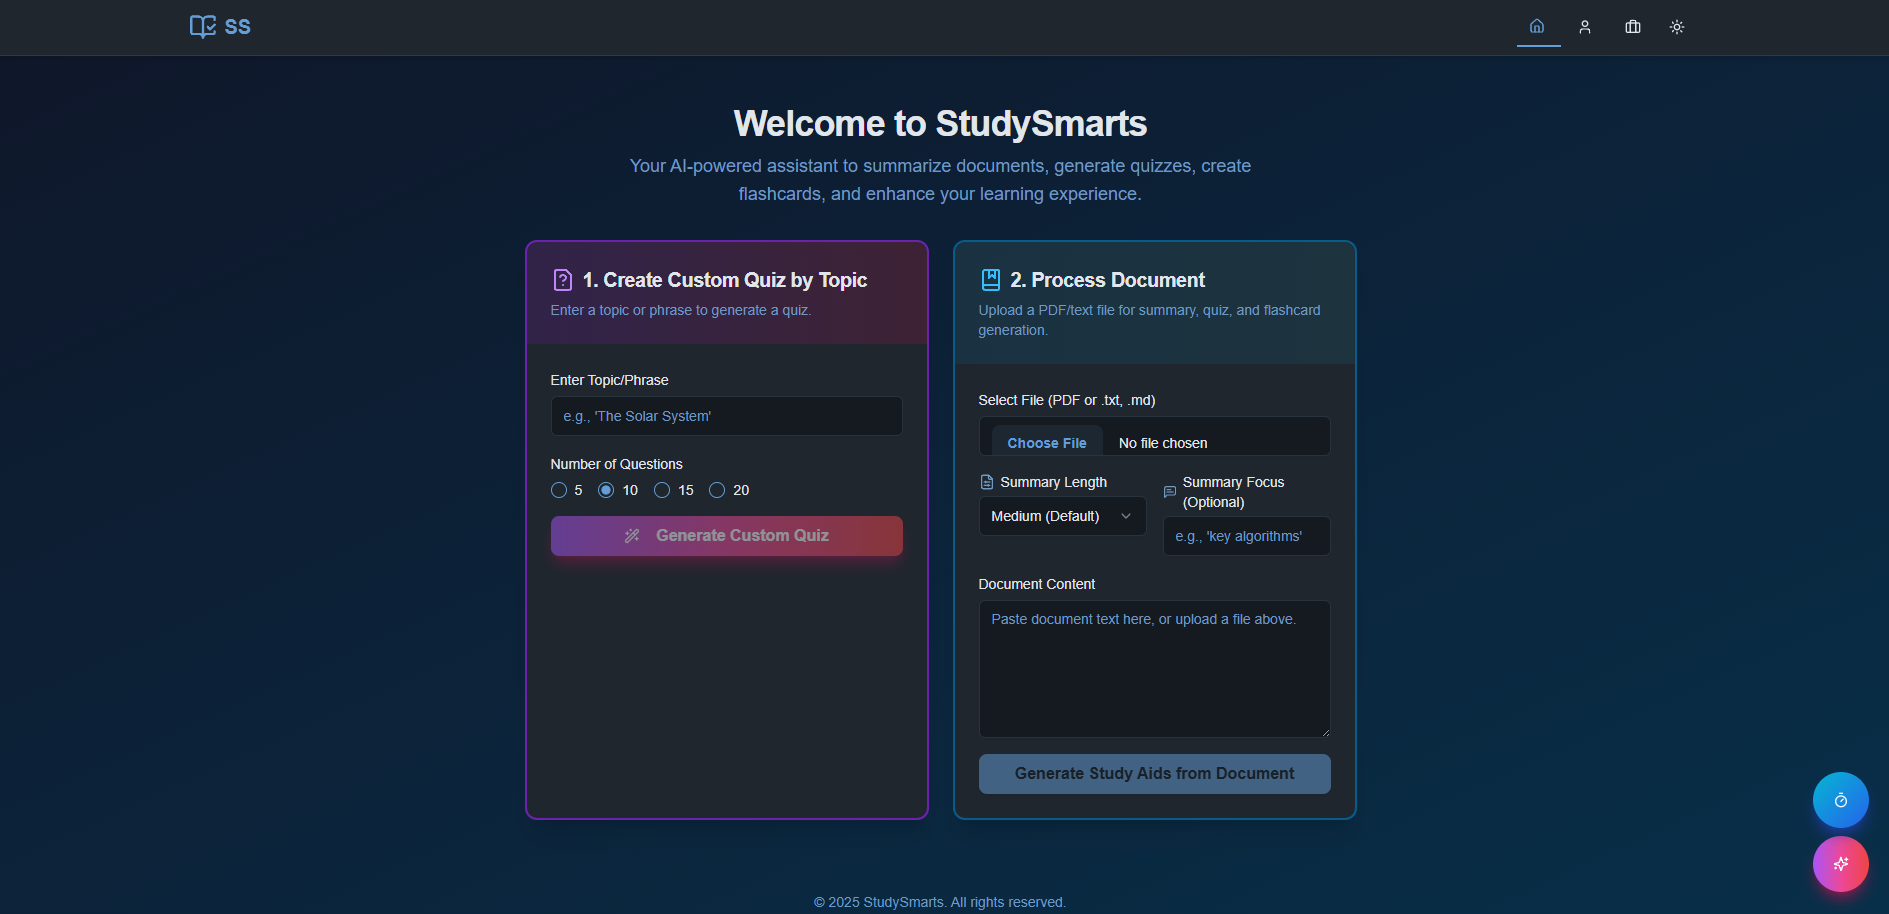 SS
Welcome to StudySmarts
Your AI-powered assistant to summarize documents, generate quizzes, create
flashcards, and enhance your learning experience.
1. Create Custom Quiz by Topic
Enter a topic or phrase to generate a quiz.
Enter Topic/Phrase
e.g., 'The Solar System'
Number of Questions
5 10 15 20
Generate Custom Quiz
2. Process Document
Upload a PDF/text file for summary, quiz, and flashcard
generation.
Select File (PDF or .txt, .md)
Choose File No file chosen
Summary Length
Medium (Default)
Summary Focus
(Optional)
e.g., 'key algorithms'
Document Content
Paste document text here, or upload a file above.
Generate Study Aids from Document
© 2025 StudySmarts. All rights reserved.